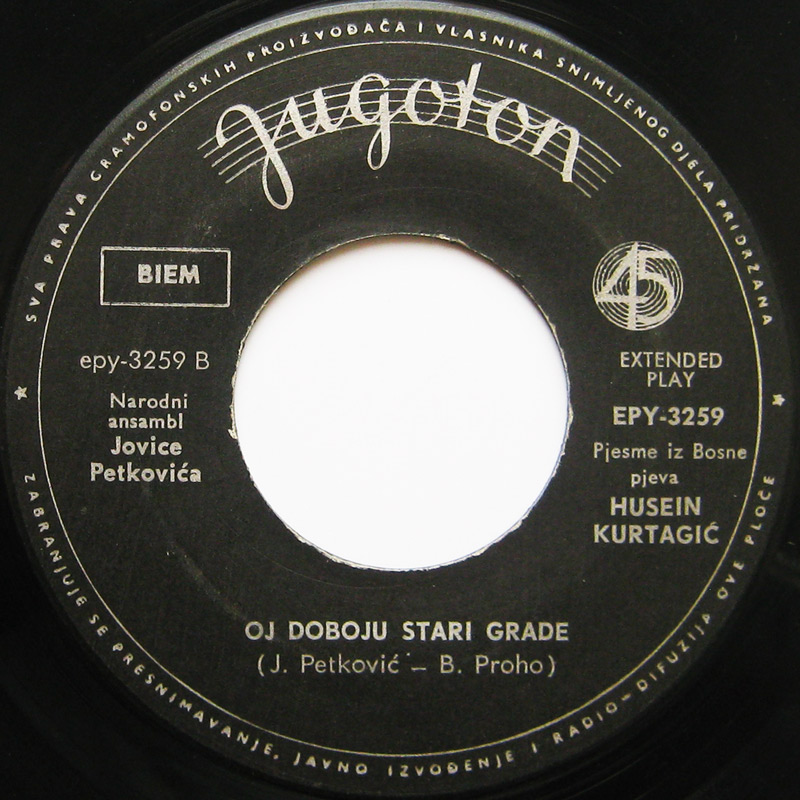 SVA PRAVA GRAMOFONSKIH PROIZVOĐAČA I VLASNIKA SNIMLJENOG DJELA PRIDRŽANA
Jugoton
BIEM
45
epy-3259 B
Narodni
ansambl
Jovice
Petkovića
EXTENDED
PLAY
EPY-3259
Pjesme iz Bosne
pjeva
HUSEIN
KURTAGIĆ
OJ DOBOJU STARI GRADE
(J. Petković – B. Proho)
ZABRANJUJE SE PRESNIMAVANJE, JAVNO IZVOĐENJE I RADIO-DIFUZIJA OVE PLOČE